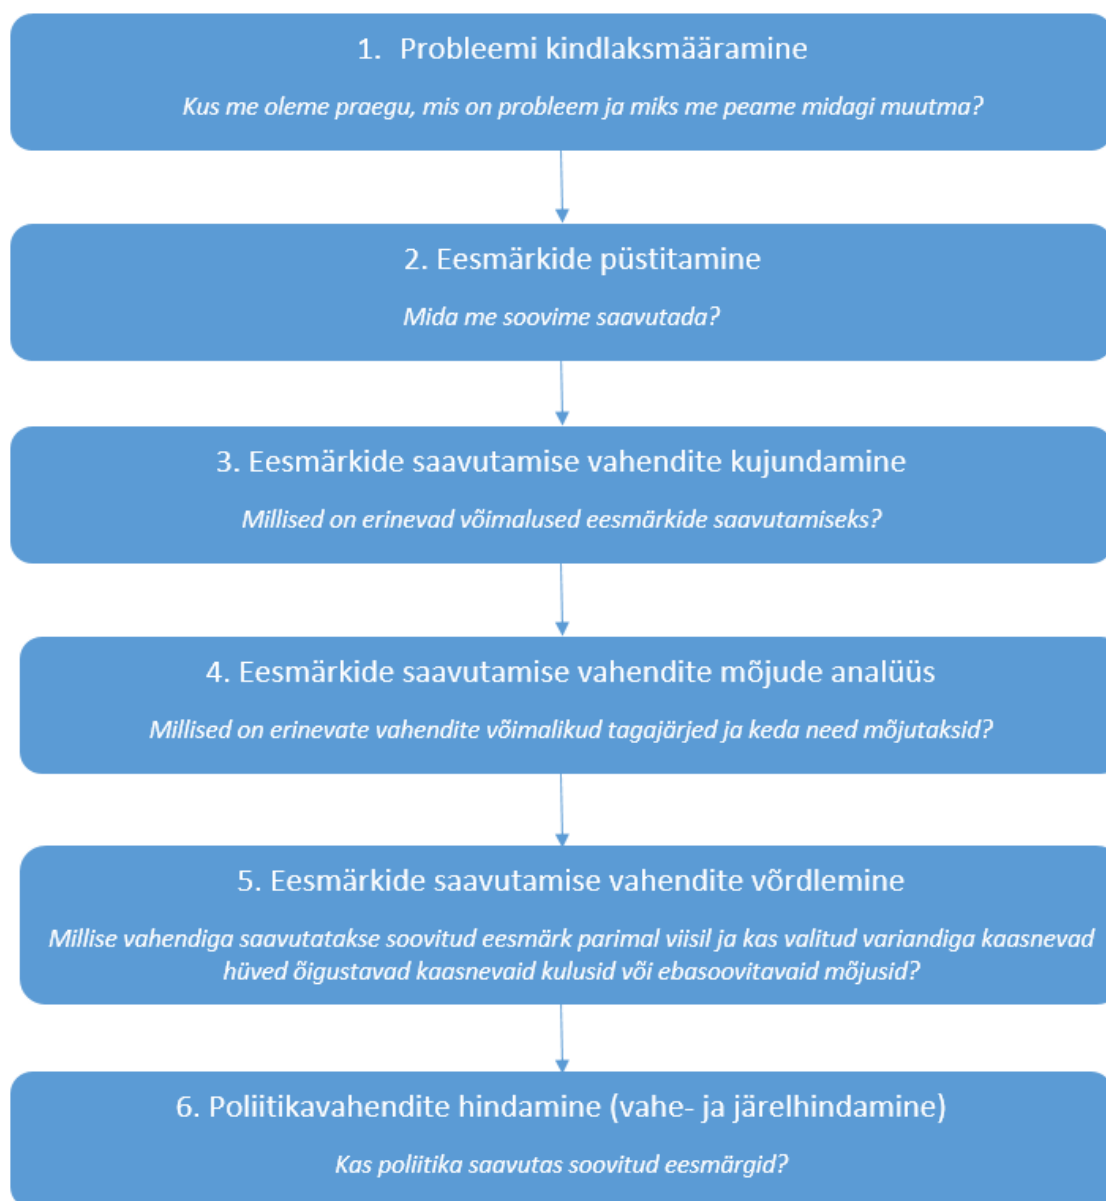 1. Probleemi kindlaksmääramine
Kus me oleme praegu, mis on probleem ja miks me peame midagi muutma?
2. Eesmärkide püstitamine
Mida me soovime saavutada?
3. Eesmärkide saavutamise vahendite kujundamine
Millised on erinevad võimalused eesmärkide saavutamiseks?
4. Eesmärkide saavutamise vahendite mõjude analüüs
Millised on erinevate vahendite võimalikud tagajärjed ja keda need mõjutaksid?
5. Eesmärkide saavutamise vahendite võrdlemine
Millise vahendiga saavutatakse soovitud eesmärk parimal viisil ja kas valitud variandiga kaasnevad
hüved õigustavad kaasnevaid kulusid või ebasoovitavaid mõjusid?
6. Poliitikavahendite hindamine (vahe- ja järelhindamine)
Kas poliitika saavutas soovitud eesmärgid?